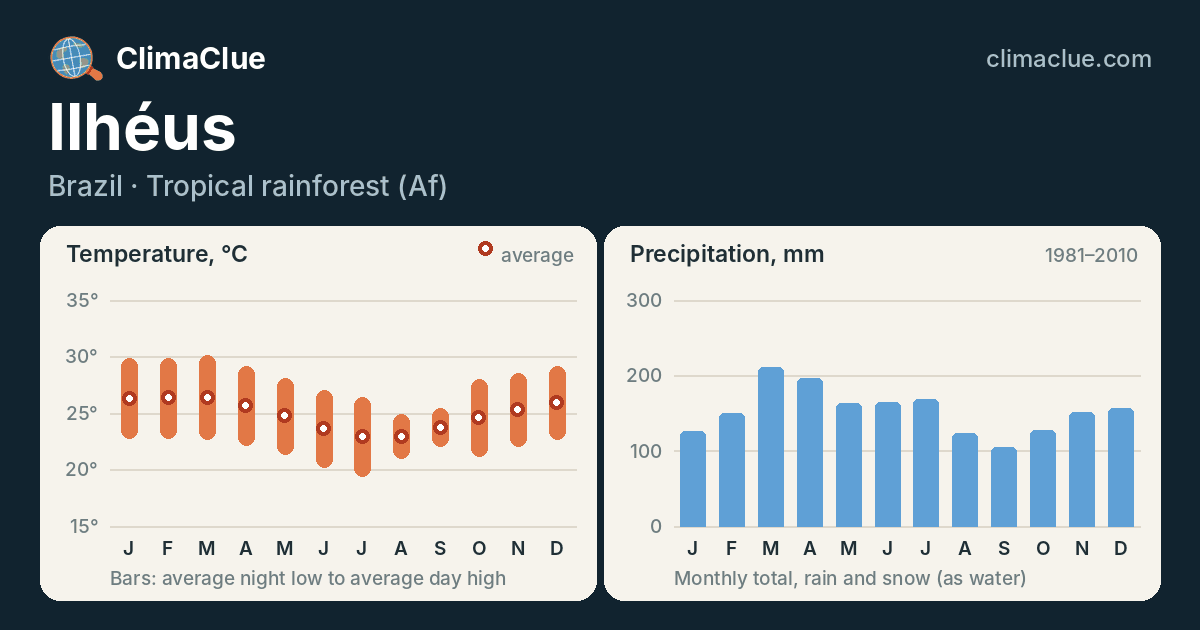 ClimaClue
climaclue.com
Ilhéus
Brazil · Tropical rainforest (Af)
Temperature, °C
average
35°
30°
25°
20°
15°
J F M A M J J A S O N D
Bars: average night low to average day high
Precipitation, mm
1981–2010
300
200
100
0
J F M A M J J A S O N D
Monthly total, rain and snow (as water)